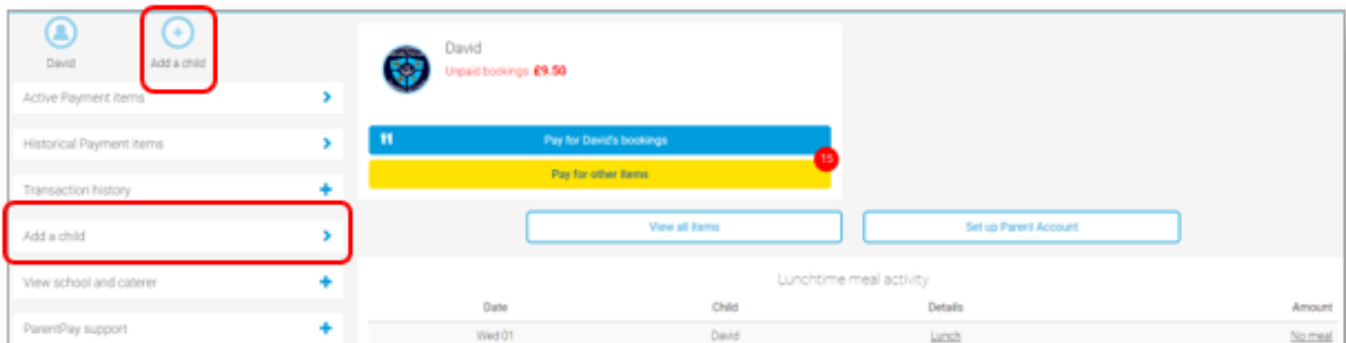 David
Add a child
Active Payment items
Historical Payment items
Transaction history
Add a child
View school and caterer
ParentPay support
David
Unpaid bookings: £9.50
Pay for David's bookings
15
Pay for other items
View all items
Set up Parent Account
Lunchtime meal activity
Date Child Details Amount
Wed 01 David Lunch No meal